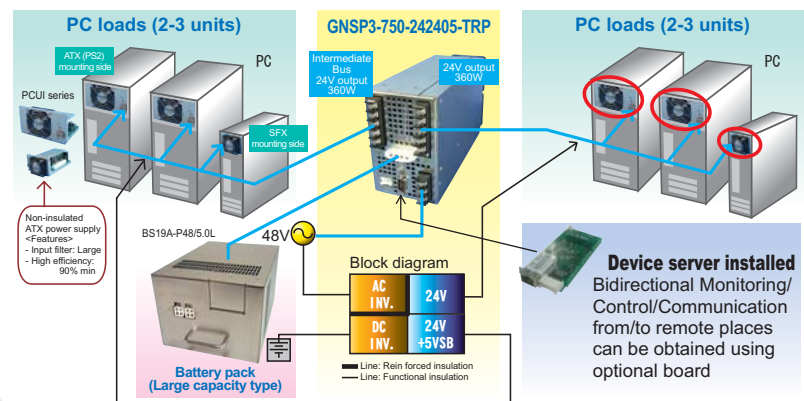 PC loads (2-3 units)
GNSP3-750-242405-TRP
PC loads (2-3 units)
ATX (PS2)
mounting side
PC
PCUI series
SFX
mounting side
Intermediate
Bus
24V output
360W
24V output
360W
PC
Non-insulated
ATX power supply
<Features>
- Input filter: Large
- High efficiency:
90% min
BS19A-P48/5.0L
48V
Battery pack
(Large capacity type)
Block diagram
AC
INV.
24V
DC
INV.
24V
+5VSB
Line: Rein forced insulation
Line: Functional insulation
Device server installed
Bidirectional Monitoring/
Control/Communication
from/to remote places
can be obtained using
optional board